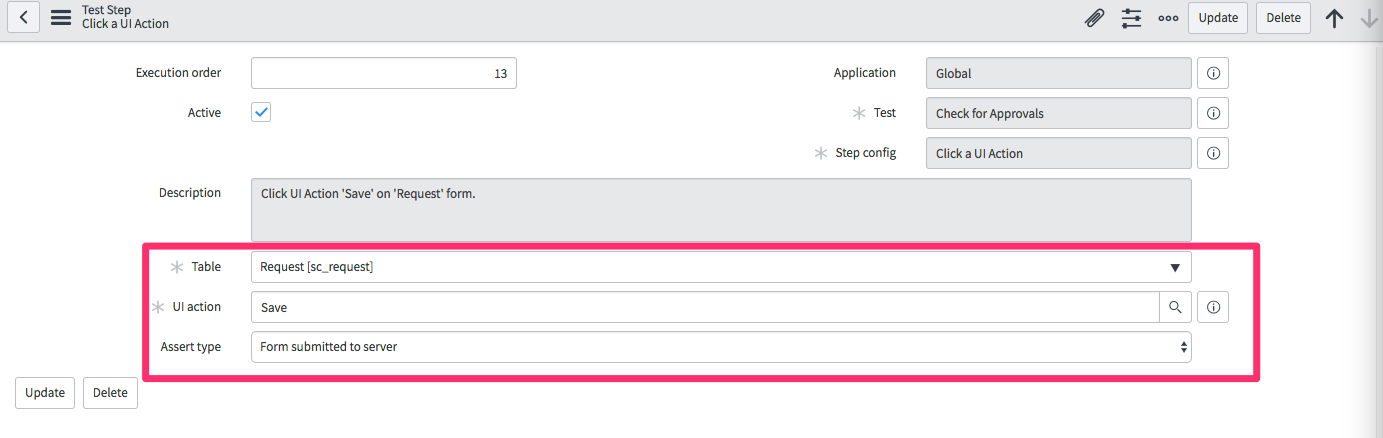 Test Step
Click a UI Action
Update
Delete
Execution order
13
Application
Global
Active
Test
Check for Approvals
Step config
Click a UI Action
Description
Click UI Action 'Save' on 'Request' form.
Table
Request [sc_request]
UI action
Save
Assert type
Form submitted to server
Update
Delete